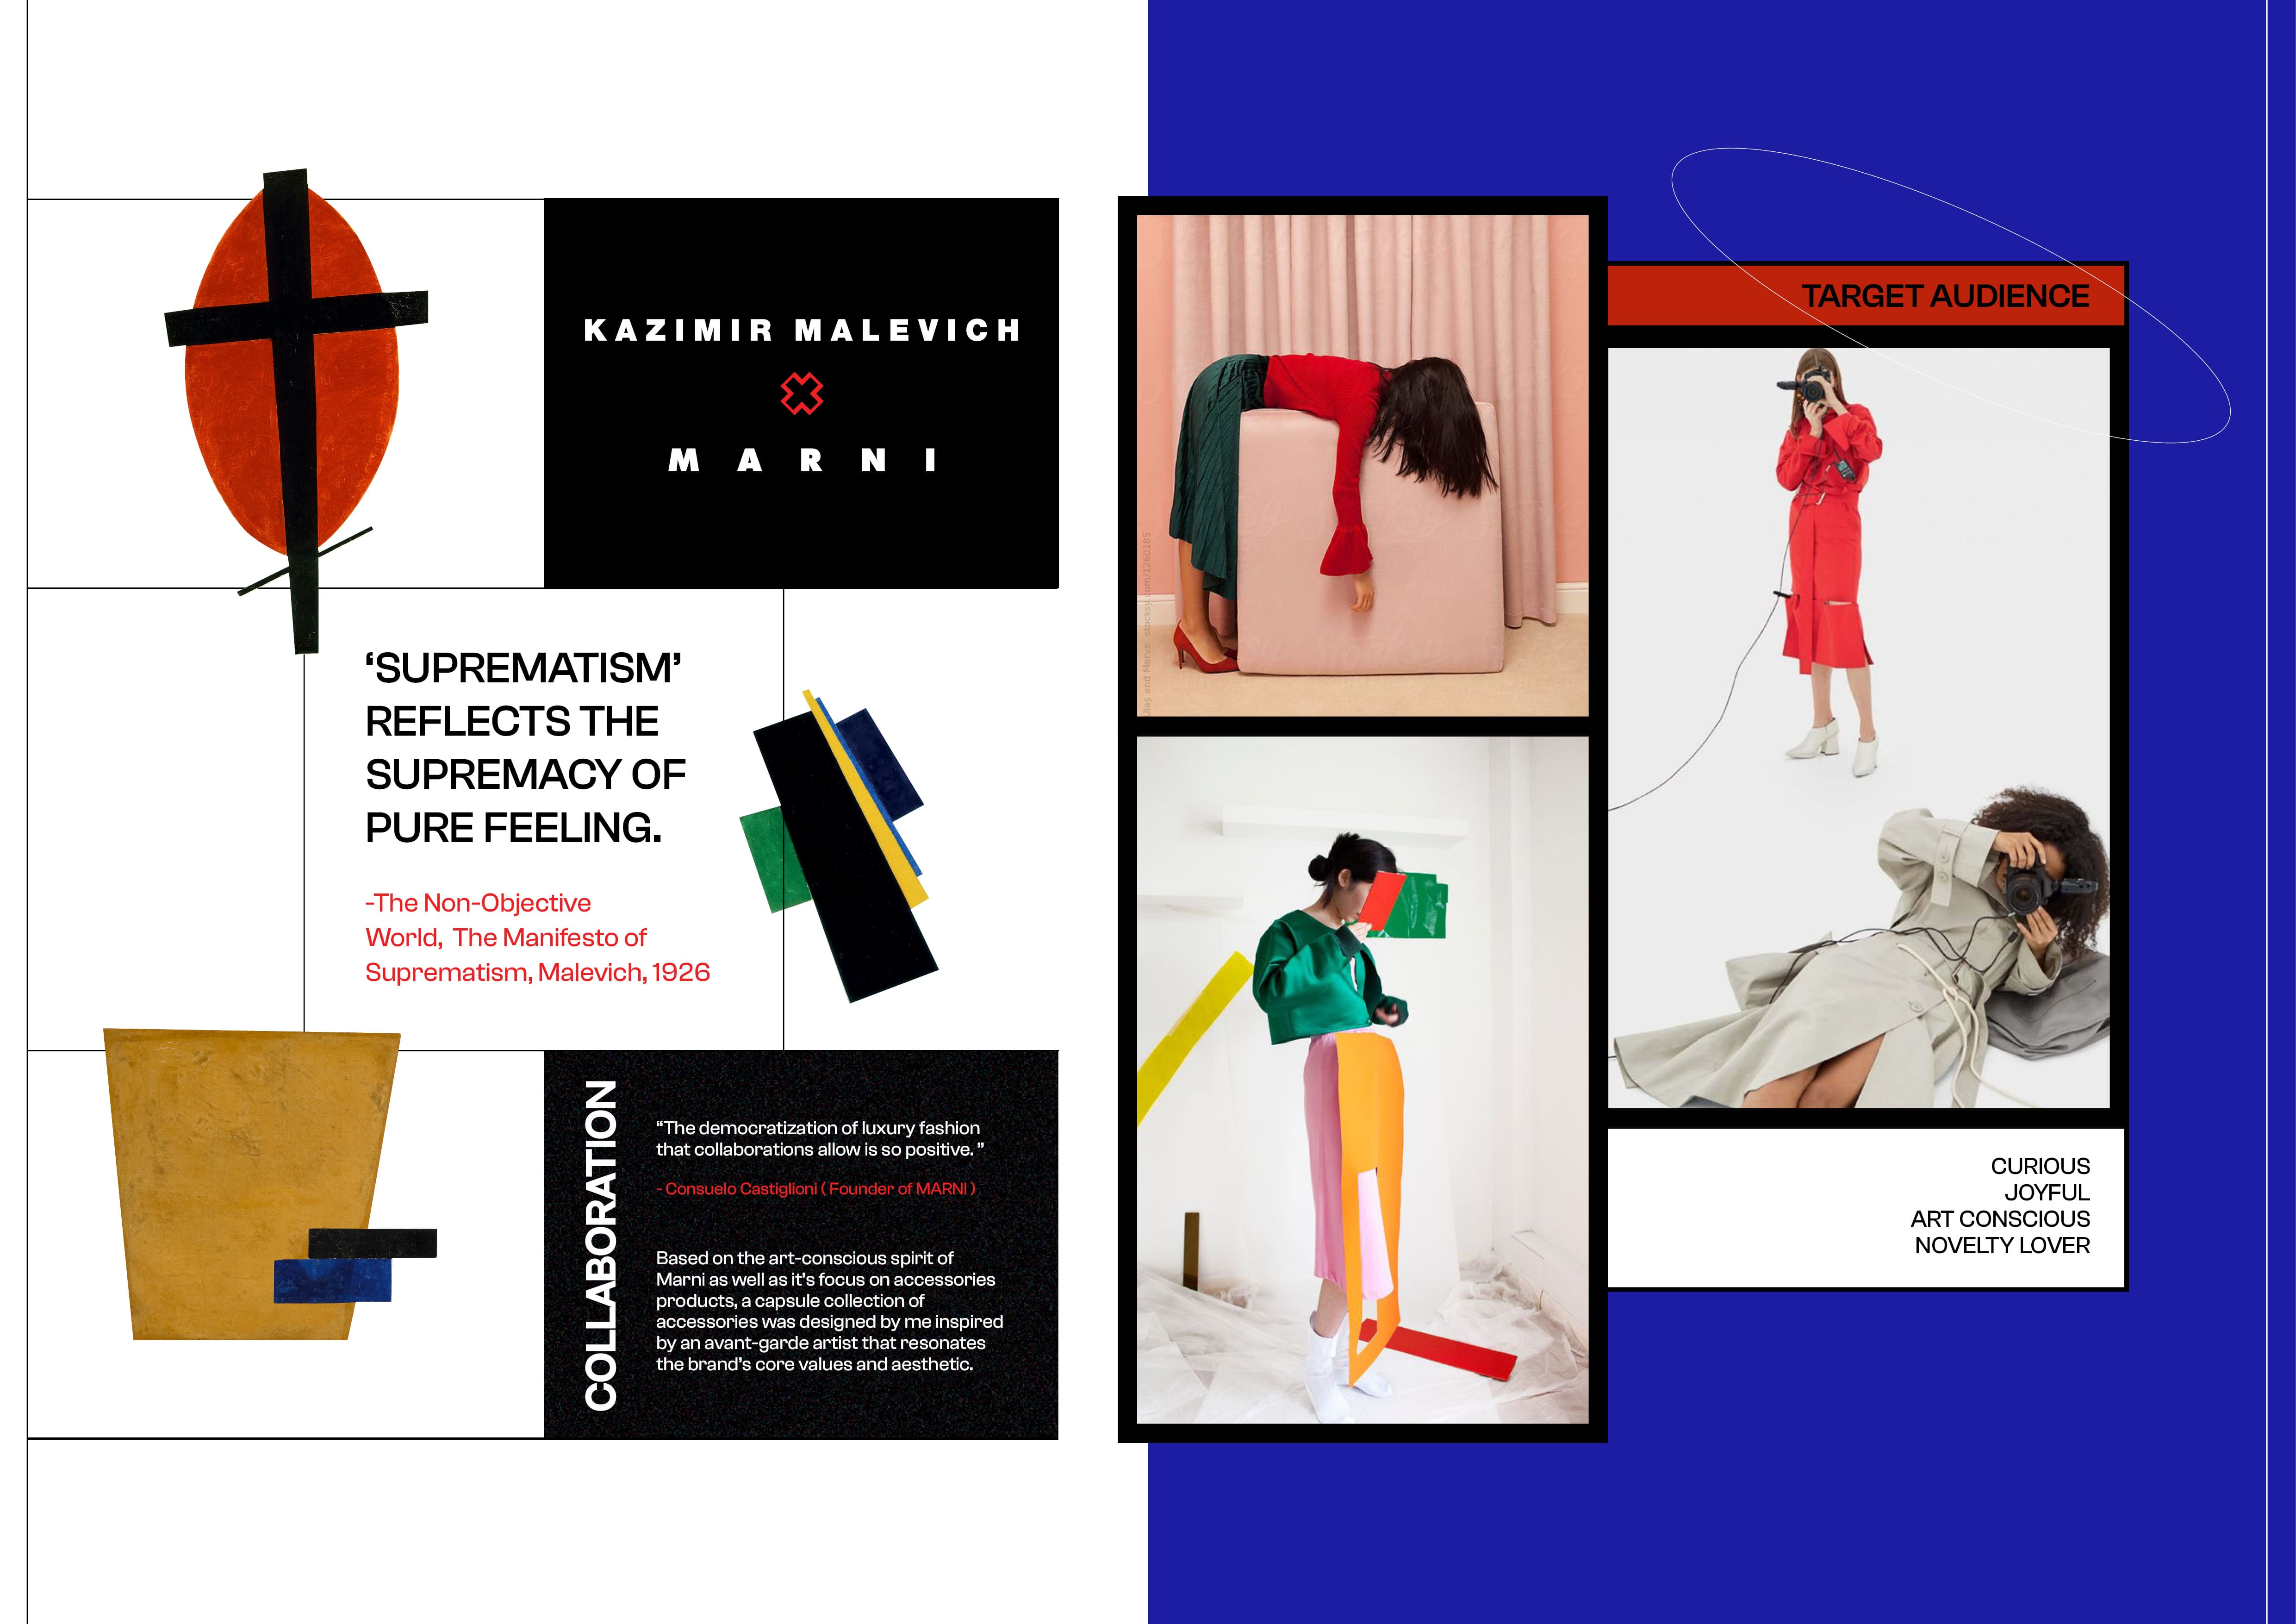 KAZIMIR MALEVICH
MARNI
‘SUPREMATISM’
REFLECTS THE
SUPREMACY OF
PURE FEELING.
-The Non-Objective
World,  The Manifesto of
Suprematism, Malevich, 1926
COLLABORATION
“The democratization of luxury fashion
that collaborations allow is so positive. ”
- Consuelo Castiglioni ( Founder of MARNI )
Based on the art-conscious spirit of
Marni as well as it’s focus on accessories
products, a capsule collection of
accessories was designed by me inspired
by an avant-garde artist that resonates
the brand’s core values and aesthetic.
TARGET AUDIENCE
CURIOUS
JOYFUL
ART CONSCIOUS
NOVELTY LOVER